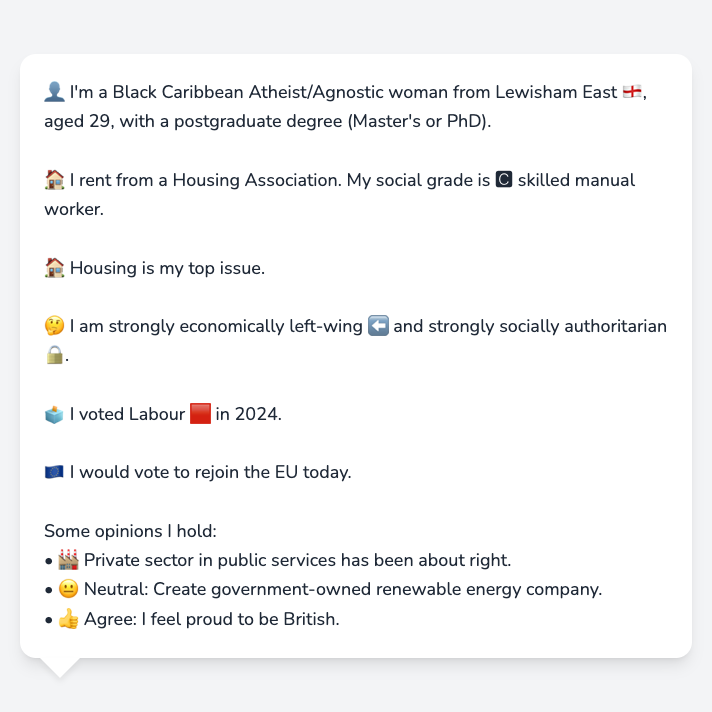 👤 I'm a Black Caribbean Atheist/Agnostic woman from Lewisham East 🏴󠁧󠁢󠁥󠁮󠁧󠁿,
aged 29, with a postgraduate degree (Master's or PhD).
🏠 I rent from a Housing Association. My social grade is 🅲 skilled manual
worker.
🏠 Housing is my top issue.
🤔 I am strongly economically left-wing ⬅️ and strongly socially authoritarian
🔒.
🗳️ I voted Labour 🟥 in 2024.
🇪🇺 I would vote to rejoin the EU today.
Some opinions I hold:
• 🏭 Private sector in public services has been about right.
• 😐 Neutral: Create government-owned renewable energy company.
• 👍 Agree: I feel proud to be British.